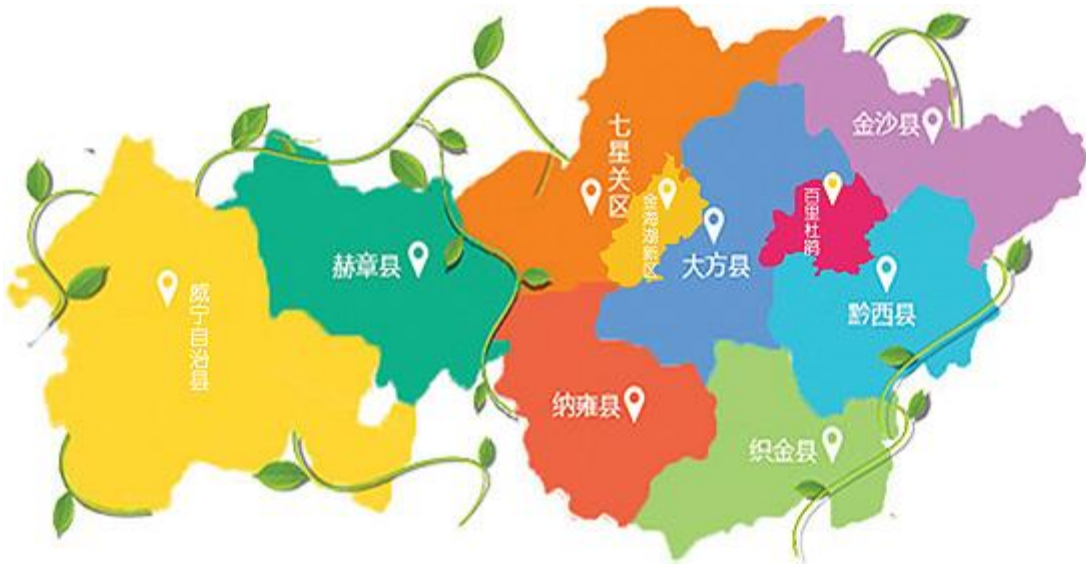 七星关区
金沙县
金海湖新区
百里杜鹃
赫章县
大方县
威宁自治县
黔西县
纳雍县
织金县